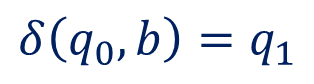 δ(q₀, b) = q₁